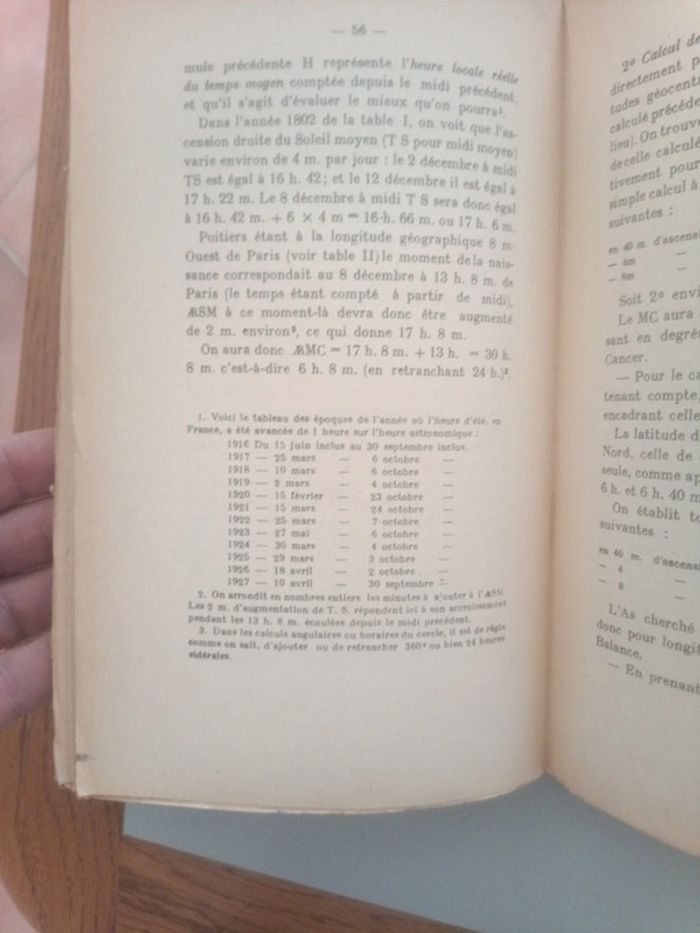 — 56 —
mule précédente H représente l'heure locale réelle
du temps moyen comptée depuis le midi précédent,
et qu'il s'agit d'évaluer le mieux qu'on pourra¹.
Dans l'année 1802 de la table I, on voit que l'as-
cension droite du Soleil moyen (T S pour midi moyen)
varie environ de 4 m. par jour : le 2 décembre à midi
TS est égal à 16 h. 42; et le 12 décembre il est égal à
17 h. 22 m. Le 8 décembre à midi T S sera donc égal
à 16 h. 42 m. + 6 × 4 m = 16-h. 66 m. ou 17 h. 6 m.
Poitiers étant à la longitude géographique 8 m.
Ouest de Paris (voir table II) le moment de la nais-
sance correspondait au 8 décembre à 13 h. 8 m. de
Paris (le temps étant compté à partir de midi).
ÆSM à ce moment-là devra donc être augmenté
de 2 m. environ², ce qui donne 17 h. 8 m.
On aura donc ÆMC = 17 h. 8 m. + 13 h. = 30 h.
8 m. c'est-à-dire 6 h. 8 m. (en retranchant 24 h.)³.
1. Voici le tableau des époques de l'année où l'heure d'été, en
France, a été avancée de 1 heure sur l'heure astronomique :
1916 Du 15 juin inclus au 30 septembre inclus.
1917 — 25 mars — 6 octobre —
1918 — 10 mars — 6 octobre —
1919 — 2 mars — 4 octobre —
1920 — 15 février — 23 octobre —
1921 — 15 mars — 24 octobre —
1922 — 25 mars — 7 octobre —
1923 — 27 mai — 6 octobre —
1924 — 30 mars — 4 octobre —
1925 — 29 mars — 3 octobre —
1926 — 18 avril — 2 octobre —
1927 — 10 avril — 30 septembre —
2. On arrondit en nombres entiers les minutes à ajouter à l'ÆSM.
Les 2 m. d'augmentation de T. S. répondent ici à son accroissement
pendant les 13 h. 8 m. écoulées depuis le midi précédent.
3. Dans les calculs angulaires ou horaires du cercle, il est de règle
comme on sait, d'ajouter ou de retrancher 360° ou bien 24 heures
sidérales.
2° Calcul de
directement p
tudes géocentr
calculé précéde
lieu). On trouve
de celle calculé
tivement pour
simple calcul à
suivantes :
en 40 m. d'ascens
— 4m —
— 8m —
Soit 2° envi
Le MC aura
sant en degré
Cancer.
— Pour le ca
tenant compte,
encadrant celle
La latitude d
Nord, celle de
seule, comme ap
6 h. et 6 h. 40 m
On établit to
suivantes :
en 40 m. d'ascens
— 4 —
— 8
L'As cherché
donc pour longit
Balance.
— En prenant